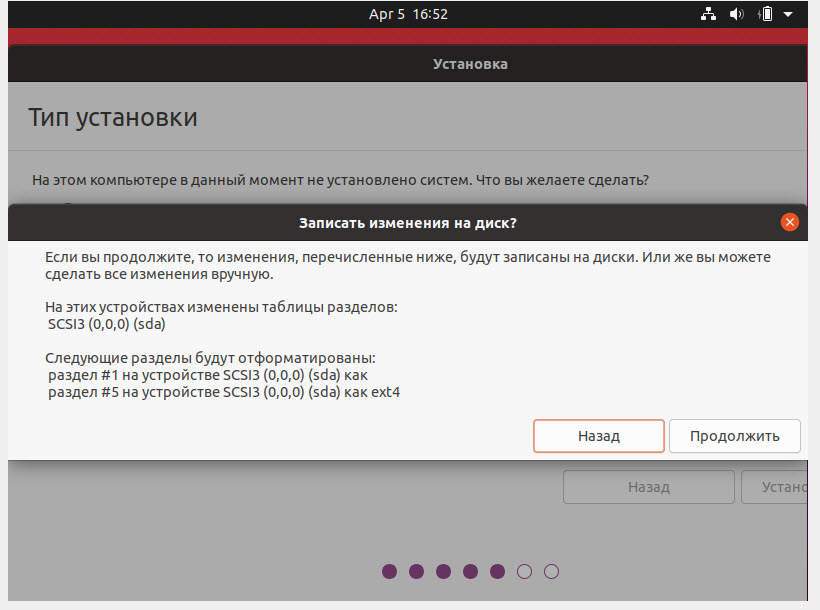 Apr 5 16:52
Установка
Тип установки
На этом компьютере в данный момент не установлено систем. Что вы желаете сделать?
Записать изменения на диск?
Если вы продолжите, то изменения, перечисленные ниже, будут записаны на диски. Или же вы можете
сделать все изменения вручную.
На этих устройствах изменены таблицы разделов:
SCSI3 (0,0,0) (sda)
Следующие разделы будут отформатированы:
раздел #1 на устройстве SCSI3 (0,0,0) (sda) как
раздел #5 на устройстве SCSI3 (0,0,0) (sda) как ext4
Назад Продолжить
Назад Устано